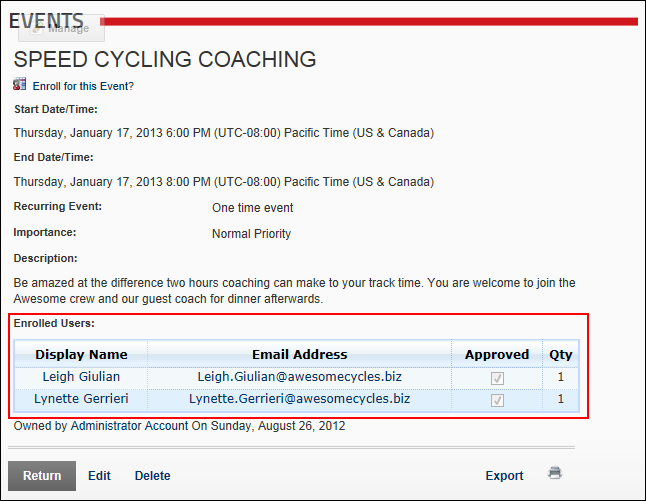 EVENTS
Manage
SPEED CYCLING COACHING
Enroll for this Event?
Start Date/Time:
Thursday, January 17, 2013 6:00 PM (UTC-08:00) Pacific Time (US & Canada)
End Date/Time:
Thursday, January 17, 2013 8:00 PM (UTC-08:00) Pacific Time (US & Canada)
Recurring Event: One time event
Importance: Normal Priority
Description:
Be amazed at the difference two hours coaching can make to your track time. You are welcome to join the
Awesome crew and our guest coach for dinner afterwards.
Enrolled Users:
Display Name Email Address Approved Qty
Leigh Giulian Leigh.Giulian@awesomecycles.biz 1
Lynette Gerrieri Lynette.Gerrieri@awesomecycles.biz 1
Owned by Administrator Account On Sunday, August 26, 2012
Return Edit Delete Export